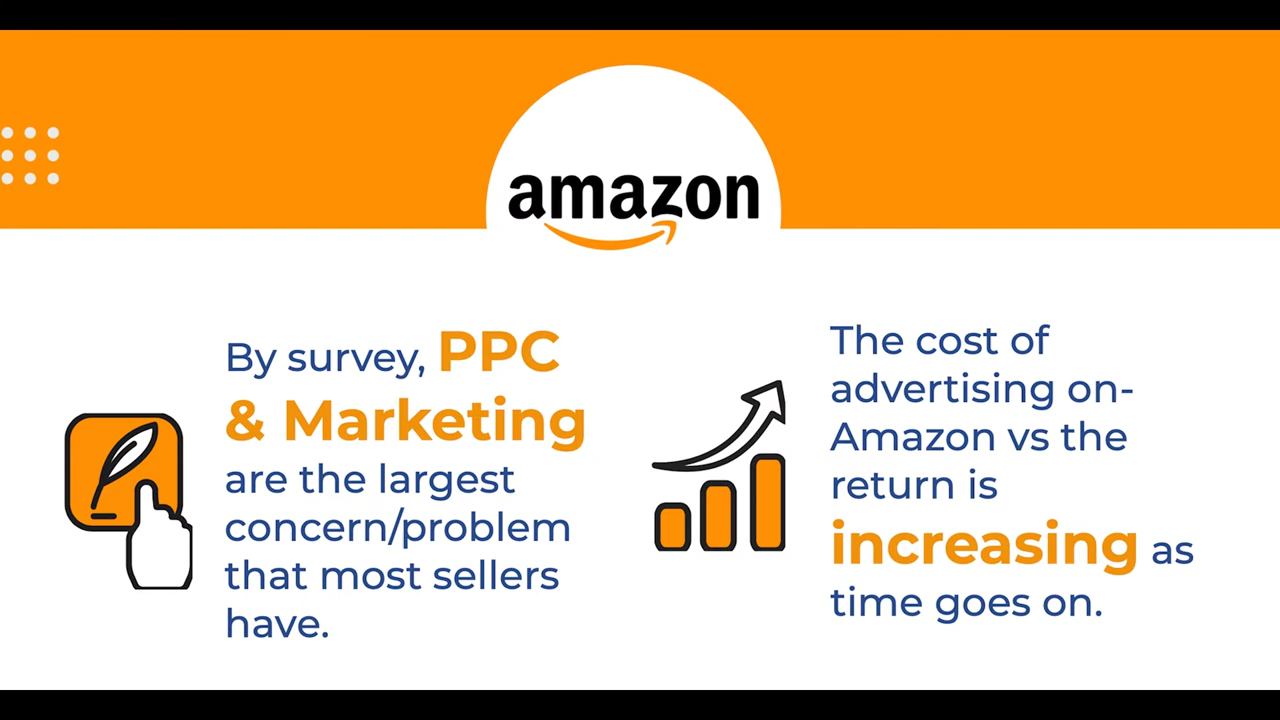 amazon
By survey, PPC
& Marketing
are the largest
concern/problem
that most sellers
have.
The cost of
advertising on-
Amazon vs the
return is
increasing as
time goes on.